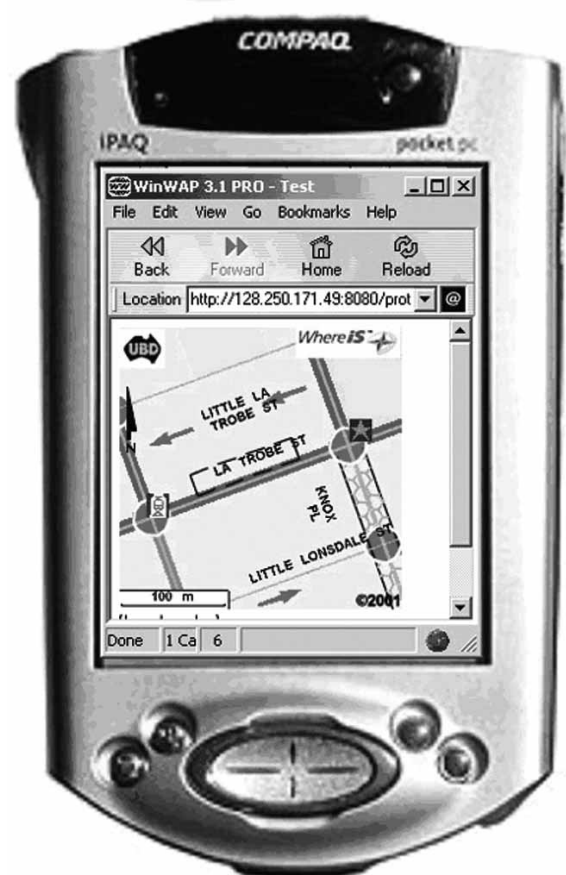 COMPAQ
iPAQ pocket pc
WinWAP 3.1 PRO - Test
File Edit View Go Bookmarks Help
Back Forward Home Reload
Location http://128.250.171.49:8080/prot @
UBD
Whereis
LITTLE LA
TROBE ST
N
LA TROBE ST
KNOX
PL
LITTLE LONSDALE ST
100 m
©2001
Done 1 Ca 6